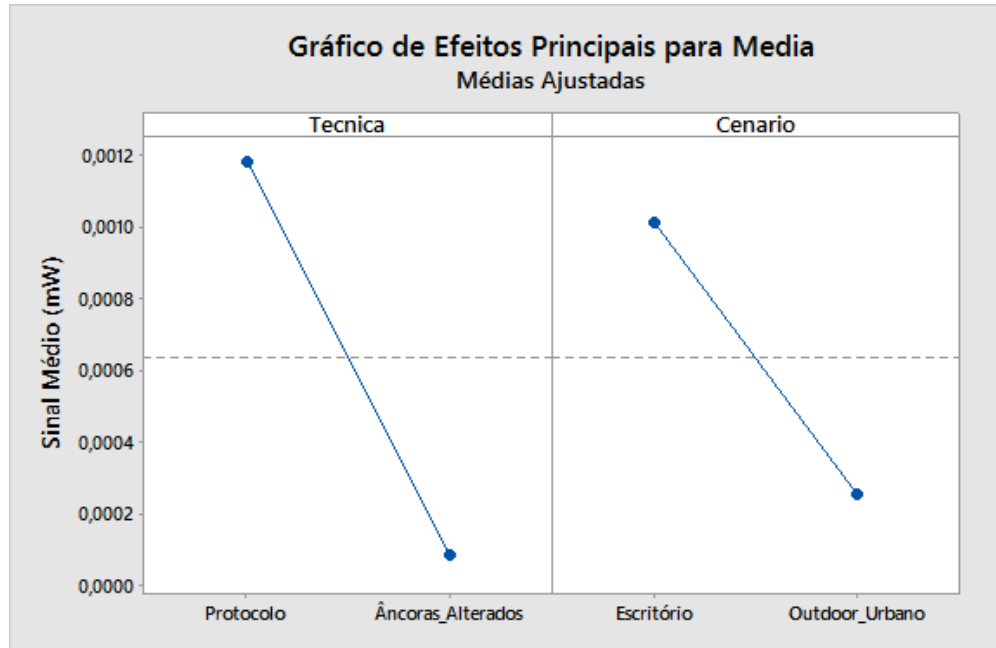 Gráfico de Efeitos Principais para Media
Médias Ajustadas
Tecnica
Cenario
Sinal Médio (mW)
0,0012
0,0010
0,0008
0,0006
0,0004
0,0002
0,0000
Protocolo
Âncoras_Alterados
Escritório
Outdoor_Urbano